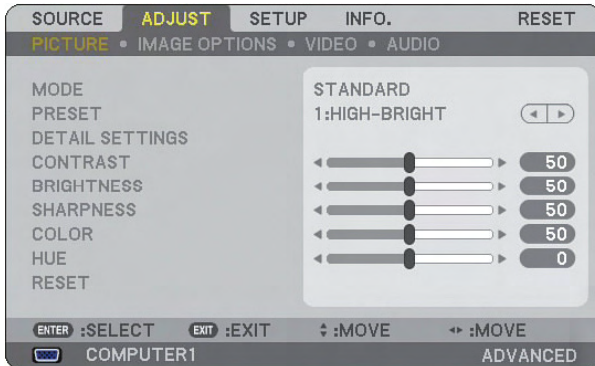 SOURCE ADJUST SETUP INFO. RESET
PICTURE • IMAGE OPTIONS • VIDEO • AUDIO
MODE STANDARD
PRESET 1:HIGH-BRIGHT
DETAIL SETTINGS
CONTRAST 50
BRIGHTNESS 50
SHARPNESS 50
COLOR 50
HUE 0
RESET
ENTER :SELECT EXIT :EXIT :MOVE :MOVE
COMPUTER1 ADVANCED